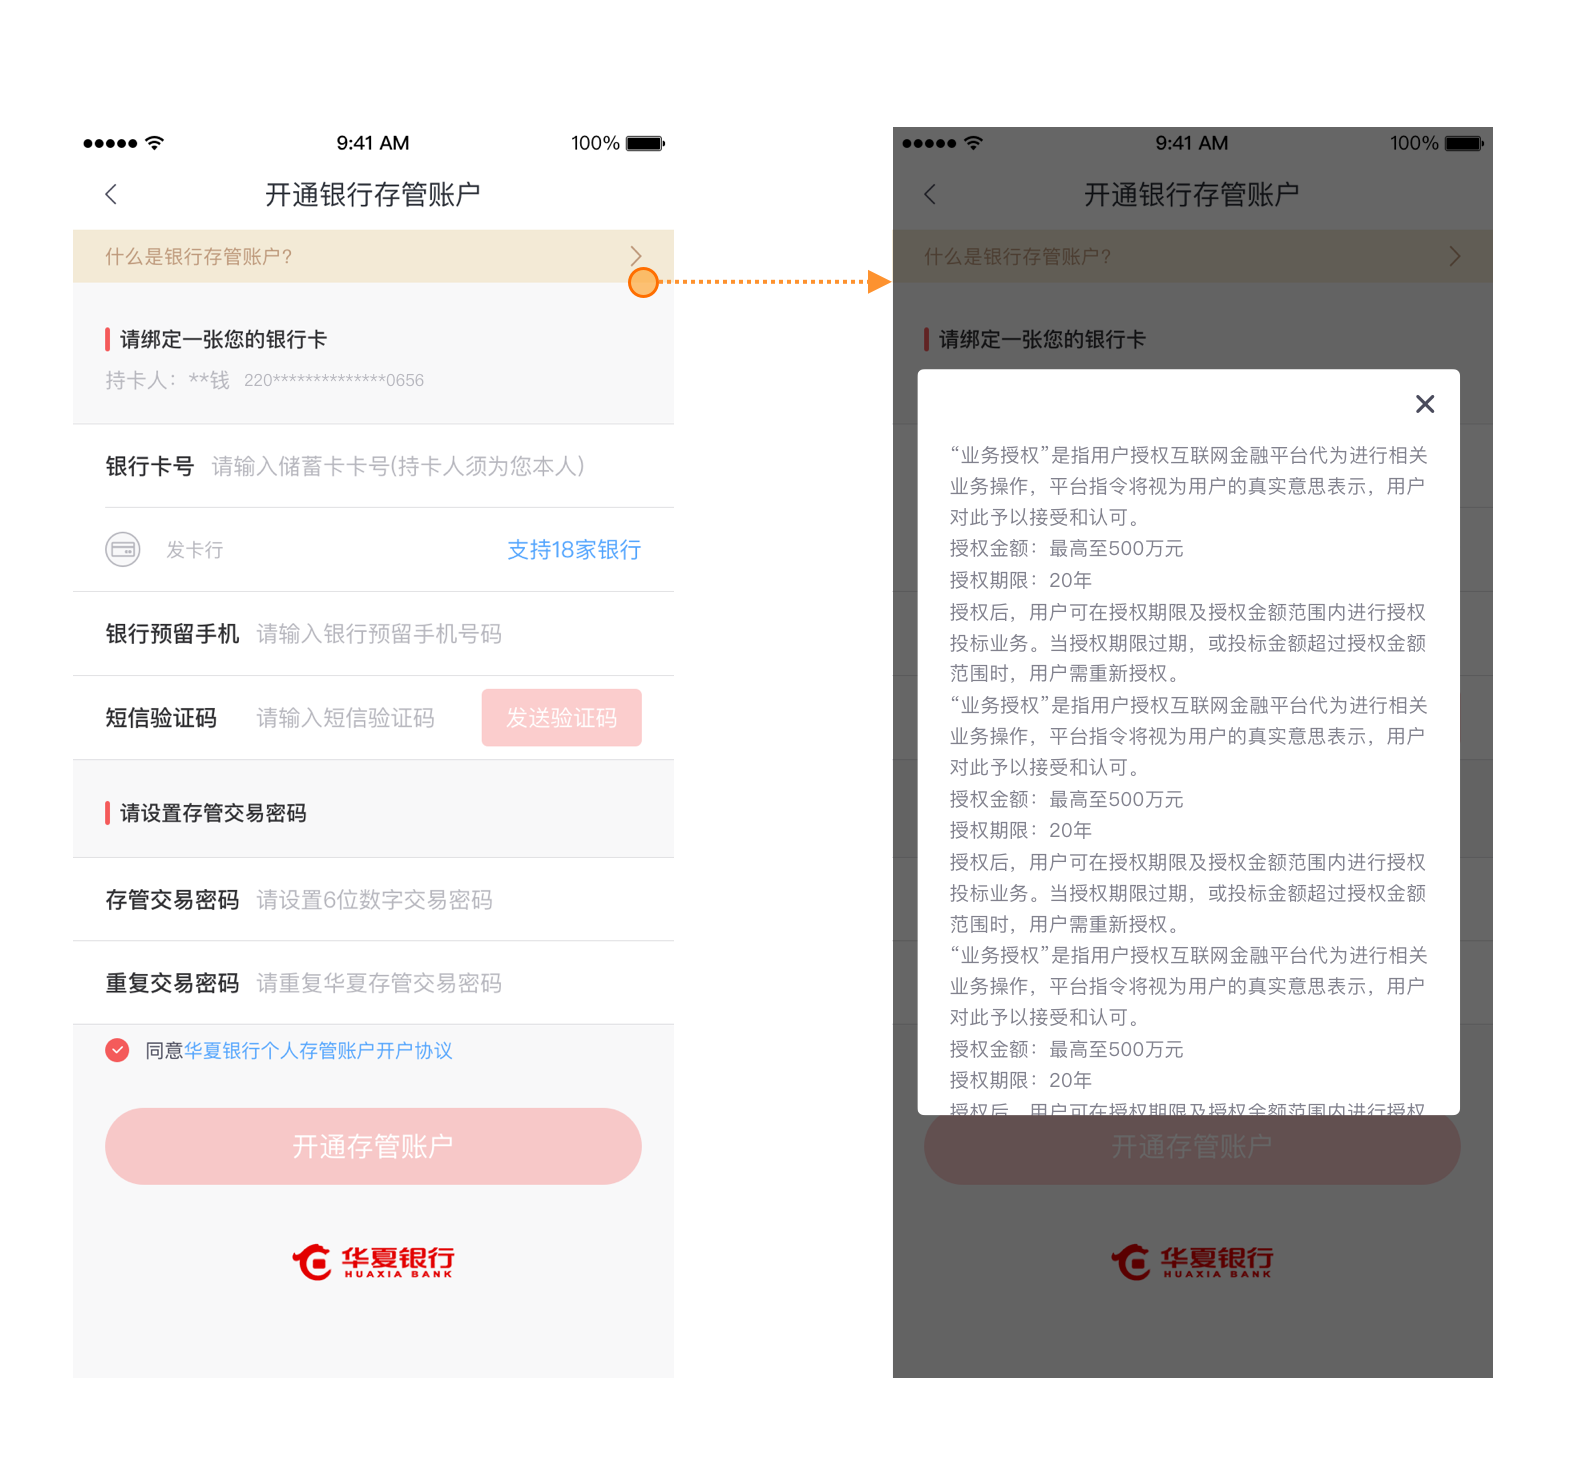 9:41 AM
100%
开通银行存管账户
什么是银行存管账户?
请绑定一张您的银行卡
持卡人：**钱 220**************0656
银行卡号 请输入储蓄卡卡号(持卡人须为您本人)
发卡行 支持18家银行
银行预留手机 请输入银行预留手机号码
短信验证码 请输入短信验证码 发送验证码
请设置存管交易密码
存管交易密码 请设置6位数字交易密码
重复交易密码 请重复华夏存管交易密码
同意华夏银行个人存管账户开户协议
开通存管账户
华夏银行
HUAXIA BANK
9:41 AM
100%
开通银行存管账户
什么是银行存管账户?
请绑定一张您的银行卡
“业务授权”是指用户授权互联网金融平台代为进行相关
业务操作，平台指令将视为用户的真实意思表示，用户
对此予以接受和认可。
授权金额：最高至500万元
授权期限：20年
授权后，用户可在授权期限及授权金额范围内进行授权
投标业务。当授权期限过期，或投标金额超过授权金额
范围时，用户需重新授权。
“业务授权”是指用户授权互联网金融平台代为进行相关
业务操作，平台指令将视为用户的真实意思表示，用户
对此予以接受和认可。
授权金额：最高至500万元
授权期限：20年
授权后，用户可在授权期限及授权金额范围内进行授权
投标业务。当授权期限过期，或投标金额超过授权金额
范围时，用户需重新授权。
“业务授权”是指用户授权互联网金融平台代为进行相关
业务操作，平台指令将视为用户的真实意思表示，用户
对此予以接受和认可。
授权金额：最高至500万元
授权期限：20年
授权后，用户可在授权期限及授权金额范围内进行授权
开通存管账户
华夏银行
HUAXIA BANK